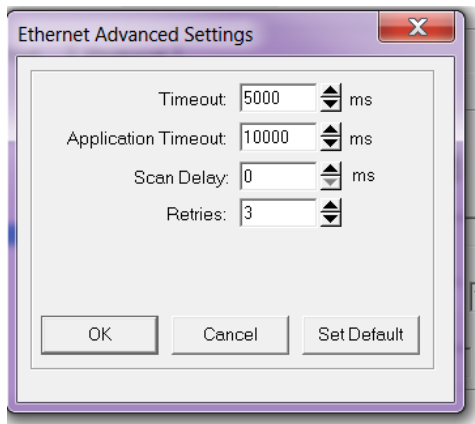 Ethernet Advanced Settings
Timeout: 5000 ms
Application Timeout: 10000 ms
Scan Delay: 0 ms
Retries: 3
OK Cancel Set Default